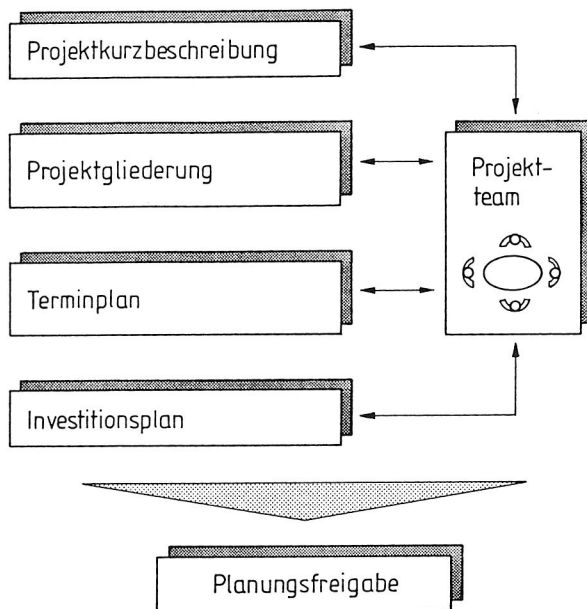 Projektkurzbeschreibung
Projektgliederung
Projekt-
team
Terminplan
Investitionsplan
Planungsfreigabe